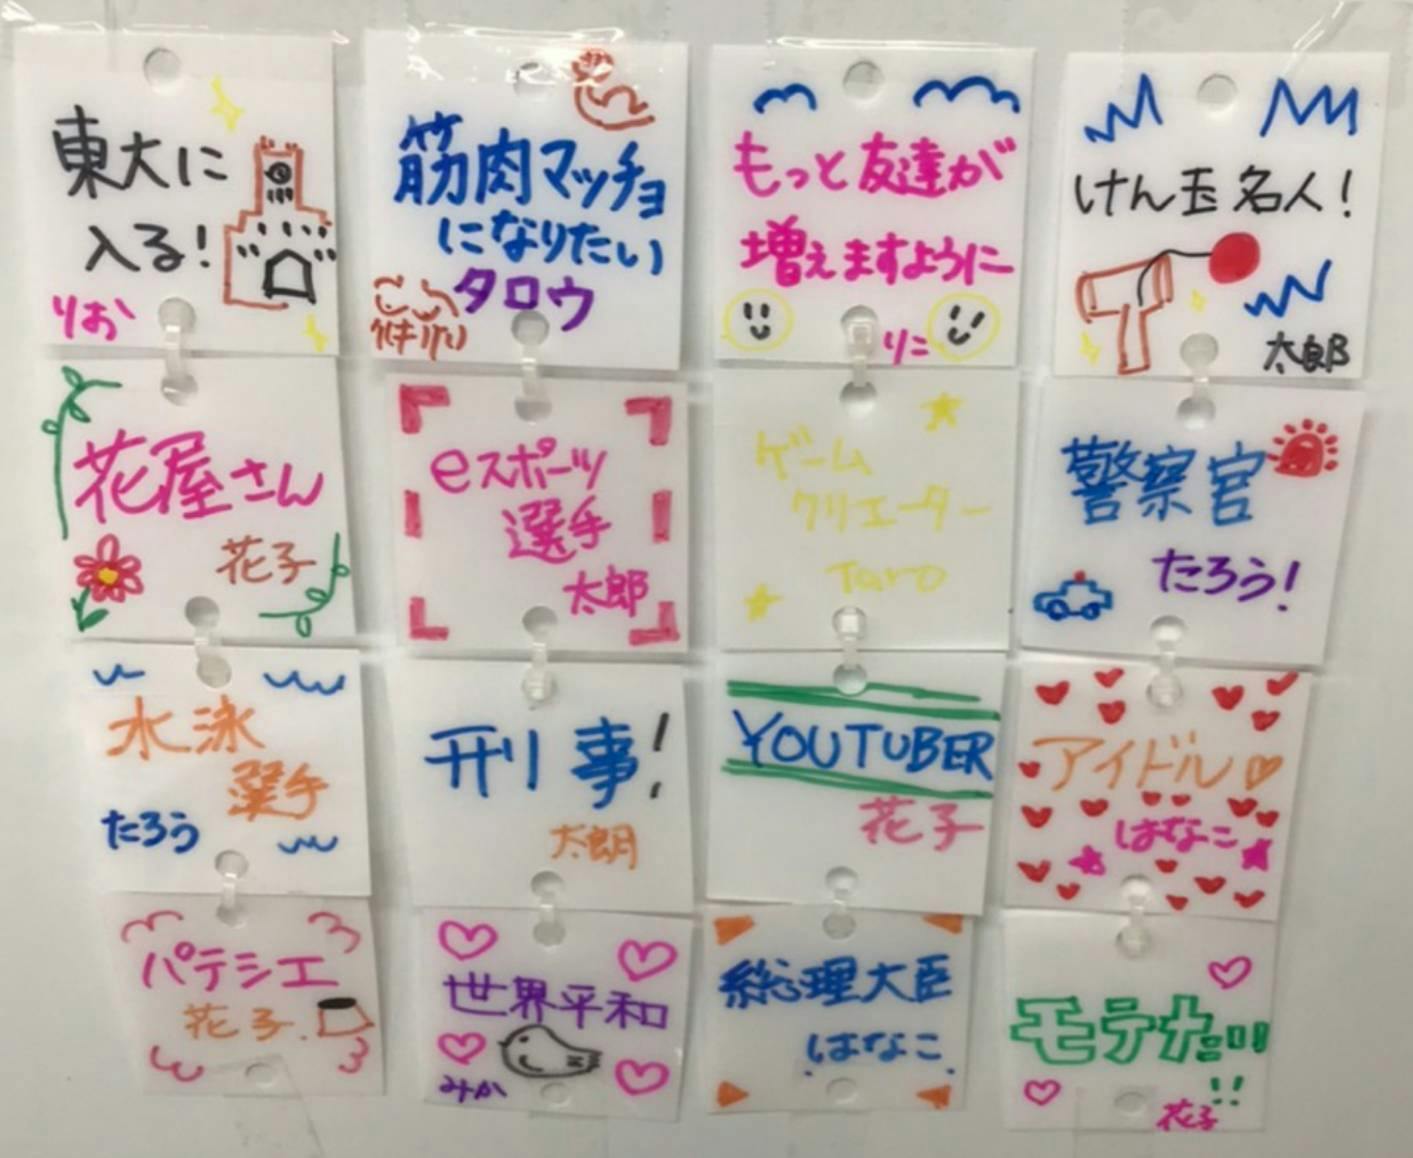 東大に
入る!
りお
筋肉マッチョ
になりたい
タロウ
もっと友達が
増えますように
りこ
けん玉名人!
太郎
花屋さん
花子
eスポーツ
選手
太郎
ゲーム
クリエーター
Taro
警察官
たろう!
水泳
選手
たろう
刑事!
太朗
YOUTUBER
花子
アイドル♡
はなこ
パテシエ
花子
世界平和
みか
総理大臣
はなこ
モテたい!!
花子